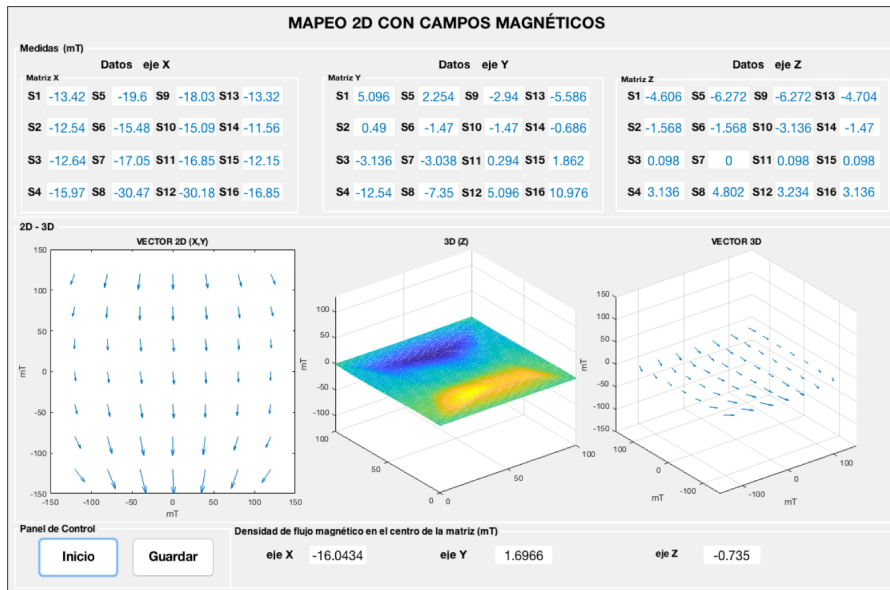 MAPEO 2D CON CAMPOS MAGNÉTICOS
Medidas (mT)
Datos eje X
Matriz X
S1 -13.42 S5 -19.6 S9 -18.03 S13 -13.32
S2 -12.54 S6 -15.48 S10 -15.09 S14 -11.56
S3 -12.64 S7 -17.05 S11 -16.85 S15 -12.15
S4 -15.97 S8 -30.47 S12 -30.18 S16 -16.85
Datos eje Y
Matriz Y
S1 5.096 S5 2.254 S9 -2.94 S13 -5.586
S2 0.49 S6 -1.47 S10 -1.47 S14 -0.686
S3 -3.136 S7 -3.038 S11 0.294 S15 1.862
S4 -12.54 S8 -7.35 S12 5.096 S16 10.976
Datos eje Z
Matriz Z
S1 -4.606 S5 -6.272 S9 -6.272 S13 -4.704
S2 -1.568 S6 -1.568 S10 -3.136 S14 -1.47
S3 0.098 S7 0 S11 0.098 S15 0.098
S4 3.136 S8 4.802 S12 3.234 S16 3.136
2D - 3D
VECTOR 2D (X,Y)
150
100
50
0
-50
-100
-150
mT
-150 -100 -50 0 50 100 150
mT
3D (Z)
100
50
0
-50
-100
mT
100
50
0
0
50
100
VECTOR 3D
150
100
50
0
-50
-100
-150
mT
100
0
-100
mT
-100
0
100
mT
Panel de Control
Inicio
Guardar
Densidad de flujo magnético en el centro de la matriz (mT)
eje X -16.0434 eje Y 1.6966 eje Z -0.735